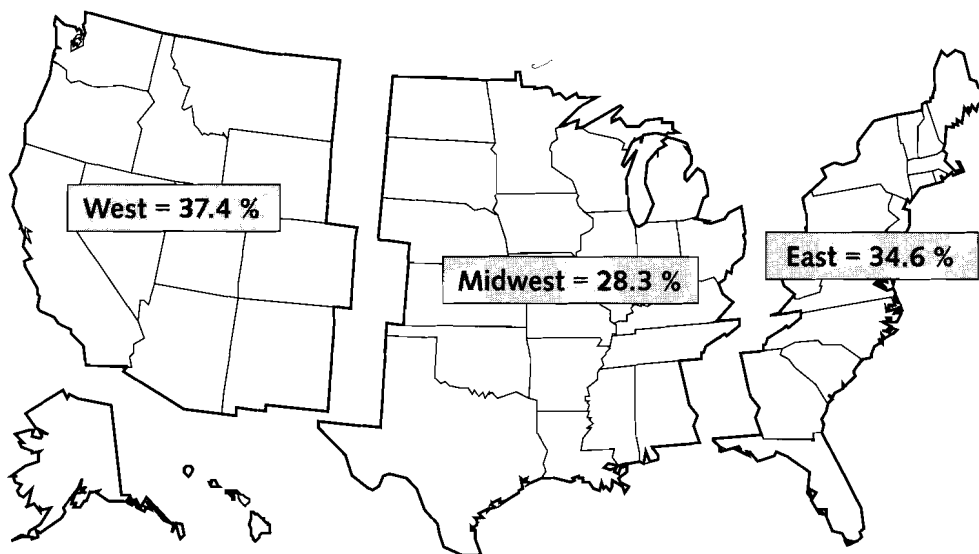 West = 37.4 %
Midwest = 28.3 %
East = 34.6 %